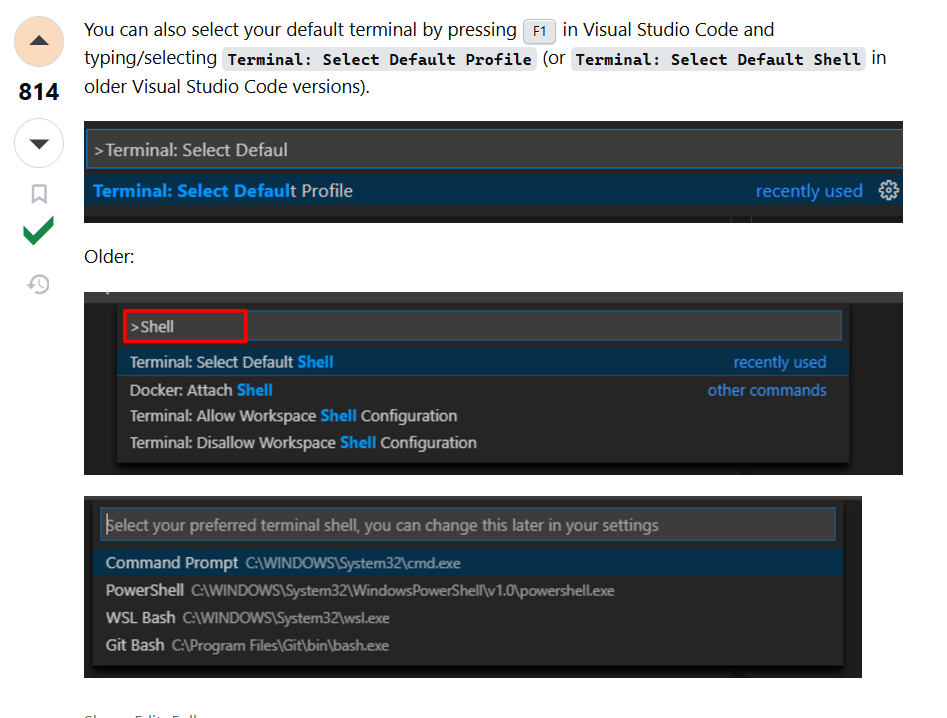 You can also select your default terminal by pressing F1 in Visual Studio Code and
typing/selecting Terminal: Select Default Profile (or Terminal: Select Default Shell in
814
older Visual Studio Code versions).
>Terminal: Select Defaul
Terminal: Select Default Profile recently used
Older:
>Shell
Terminal: Select Default Shell recently used
Docker: Attach Shell other commands
Terminal: Allow Workspace Shell Configuration
Terminal: Disallow Workspace Shell Configuration
Select your preferred terminal shell, you can change this later in your settings
Command Prompt C:\WINDOWS\System32\cmd.exe
PowerShell C:\WINDOWS\System32\WindowsPowerShell\v1.0\powershell.exe
WSL Bash C:\WINDOWS\System32\wsl.exe
Git Bash C:\Program Files\Git\bin\bash.exe